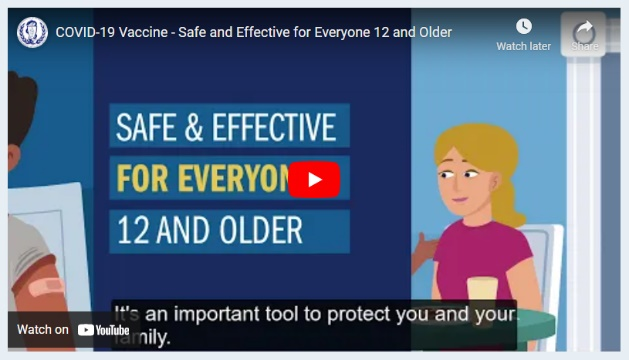 COVID-19 Vaccine - Safe and Effective for Everyone 12 and Older
Watch later
Share
SAFE & EFFECTIVE
FOR EVERYON
12 AND OLDER
It's an important tool to protect you and your
family.
Watch on YouTube